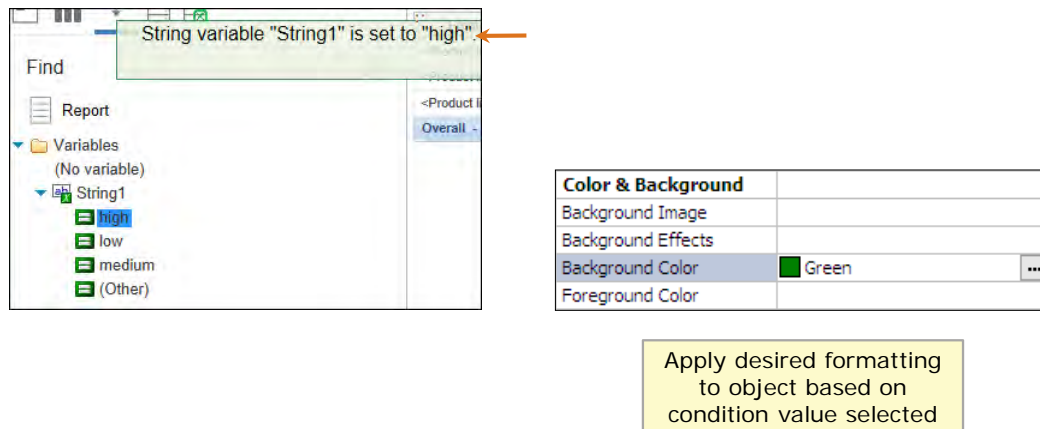 String variable "String1" is set to "high".
Find
Report
<Product li
Overall -
Variables
(No variable)
String1
high
low
medium
(Other)
Color & Background
Background Image
Background Effects
Background Color
Green
...
Foreground Color
Apply desired formatting
to object based on
condition value selected